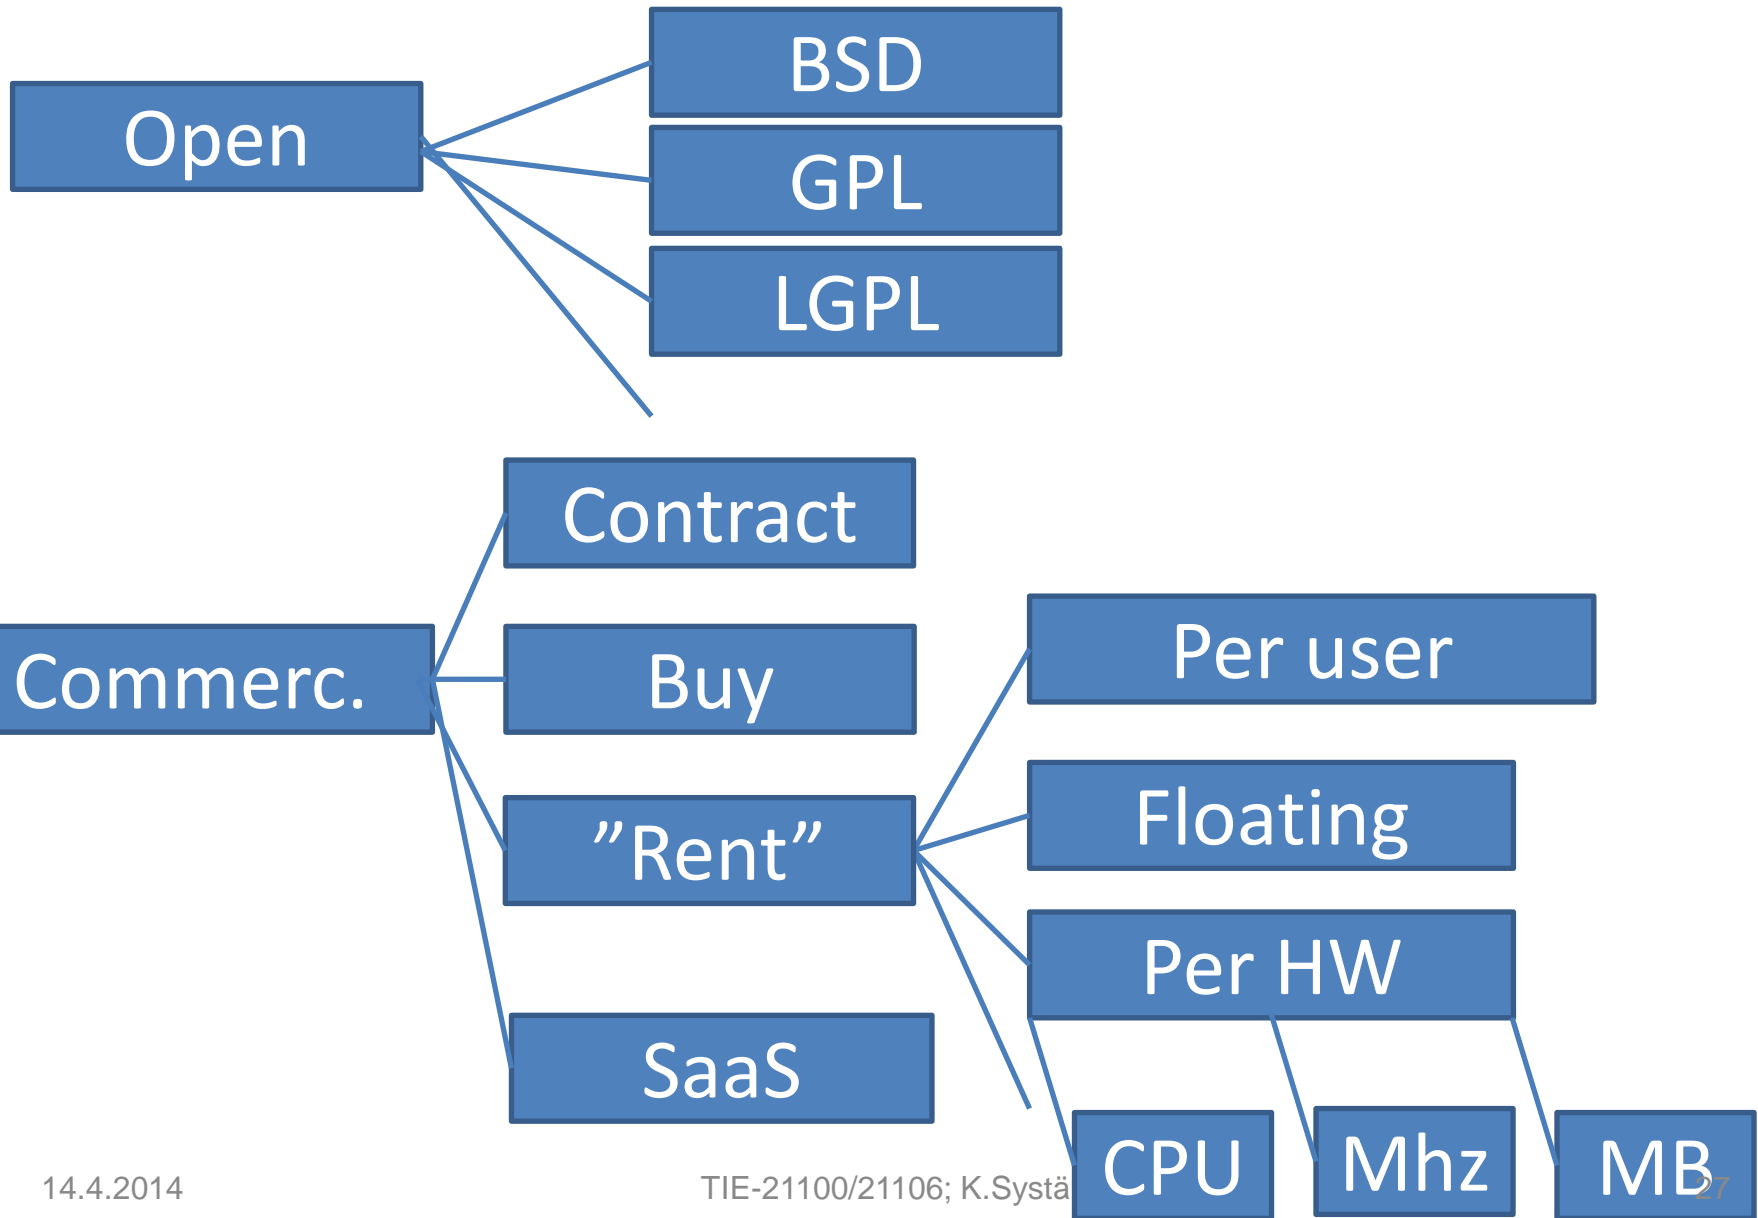 BSD
Open
GPL
LGPL
Contract
Commerc.
Buy
Per user
Floating
”Rent”
Per HW
SaaS
CPU
Mhz
MB
14.4.2014
TIE-21100/21106; K.Systä
27